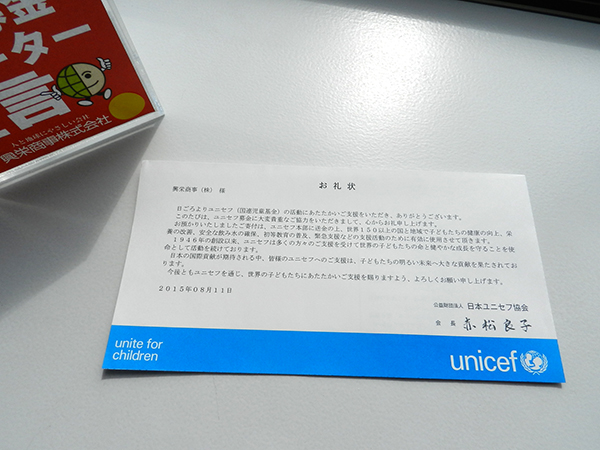 金
ーター
言
人と地球にやさしい会社
興栄商事株式会社
お礼状
興栄商事（株） 様
日ごろよりユニセフ（国連児童基金）の活動にあたたかいご支援をいただき、ありがとうございます。
このたびは、ユニセフ募金に大変貴重なご協力をいただきまして、心からお礼申し上げます。
お預かりいたしましたご寄付は、ユニセフ本部に送金の上、世界１５０以上の国と地域で子どもたちの健康の向上、栄
養の改善、安全な飲み水の確保、初等教育の普及、緊急支援などの支援活動のために有効に使用させて頂きます。
１９４６年の創設以来、ユニセフは多くの方々のご支援を受けて世界の子どもたちの命と健やかな成長を守ることを使
命として活動を続けております。
日本の国際貢献が期待される中、皆様のユニセフへのご支援は、子どもたちの明るい未来へ大きな貢献を果たされてお
ります。
今後ともユニセフを通じ、世界の子どもたちにあたたかいご支援を賜りますよう、よろしくお願い申し上げます。
２０１５年０８月１１日
公益財団法人 日本ユニセフ協会
会 長 赤松良子
unite for
children
unicef